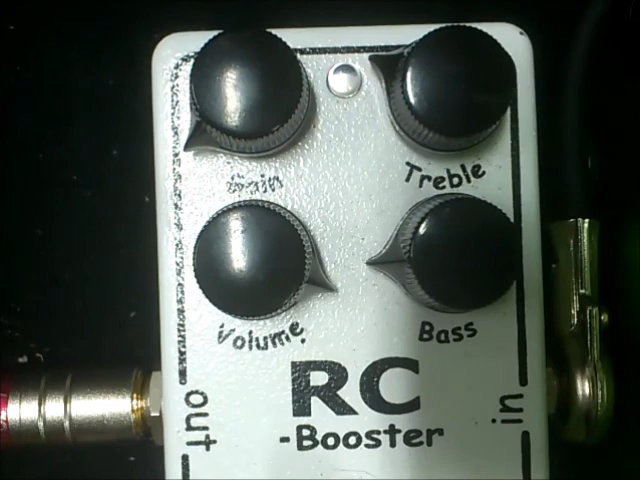 Gain
Treble
Volume
Bass
RC
-Booster
out
in